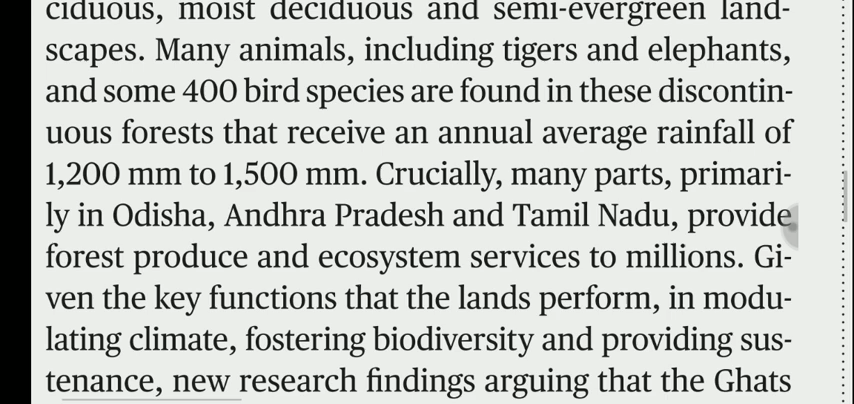 ciduous, moist deciduous and semi-evergreen land-
scapes. Many animals, including tigers and elephants,
and some 400 bird species are found in these discontin-
uous forests that receive an annual average rainfall of
1,200 mm to 1,500 mm. Crucially, many parts, primari-
ly in Odisha, Andhra Pradesh and Tamil Nadu, provide
forest produce and ecosystem services to millions. Gi-
ven the key functions that the lands perform, in modu-
lating climate, fostering biodiversity and providing sus-
tenance, new research findings arguing that the Ghats